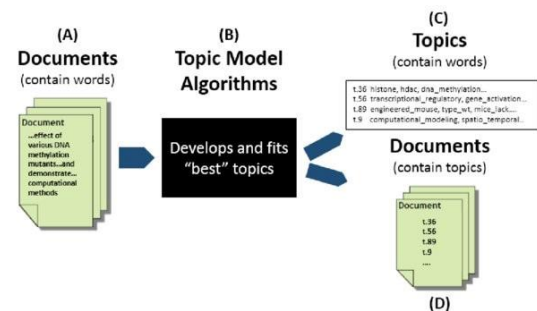 (A)
Documents
(contain words)
Document
...effect of
various DNA
methylation
mutants...and
demonstrate...
computational
methods
(B)
Topic Model
Algorithms
Develops and fits
“best” topics
(C)
Topics
(contain words)
t.36 histone, hdac, dna_methylation...
t.56 transcriptional_regulatory, gene_activation...
t.89 engineered_mouse, type_wt, mice_lack....
t.9 computational_modeling, spatio_temporal..
Documents
(contain topics)
Document
t.36
t.56
t.89
t.9
....
(D)